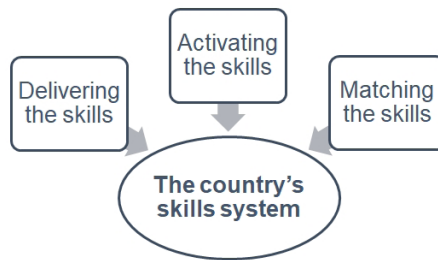 Delivering
the skills
Activating
the skills
Matching
the skills
The country's
skills system